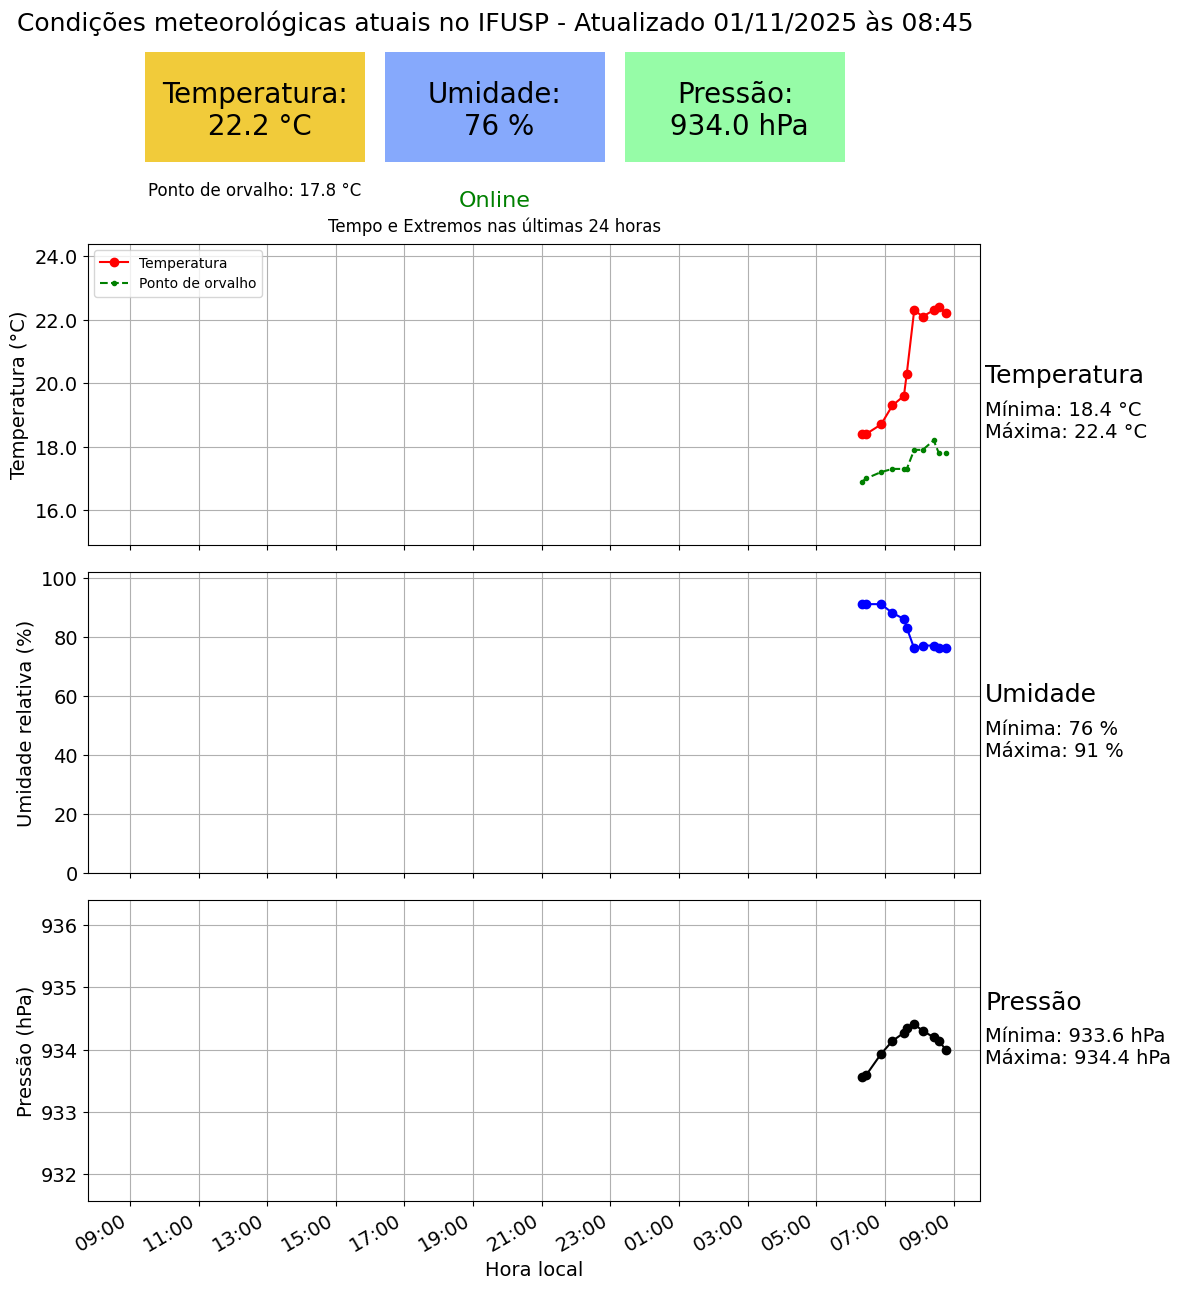 Condições meteorológicas atuais no IFUSP - Atualizado 01/11/2025 às 08:45
Temperatura:
22.2 °C
Umidade:
76 %
Pressão:
934.0 hPa
Ponto de orvalho: 17.8 °C
Online
Tempo e Extremos nas últimas 24 horas
Temperatura (°C)
24.0
22.0
20.0
18.0
16.0
Temperatura
Ponto de orvalho
Temperatura
Mínima: 18.4 °C
Máxima: 22.4 °C
Umidade relativa (%)
100
80
60
40
20
0
Umidade
Mínima: 76 %
Máxima: 91 %
Pressão (hPa)
936
935
934
933
932
Pressão
Mínima: 933.6 hPa
Máxima: 934.4 hPa
09:00
11:00
13:00
15:00
17:00
19:00
21:00
23:00
01:00
03:00
05:00
07:00
09:00
Hora local